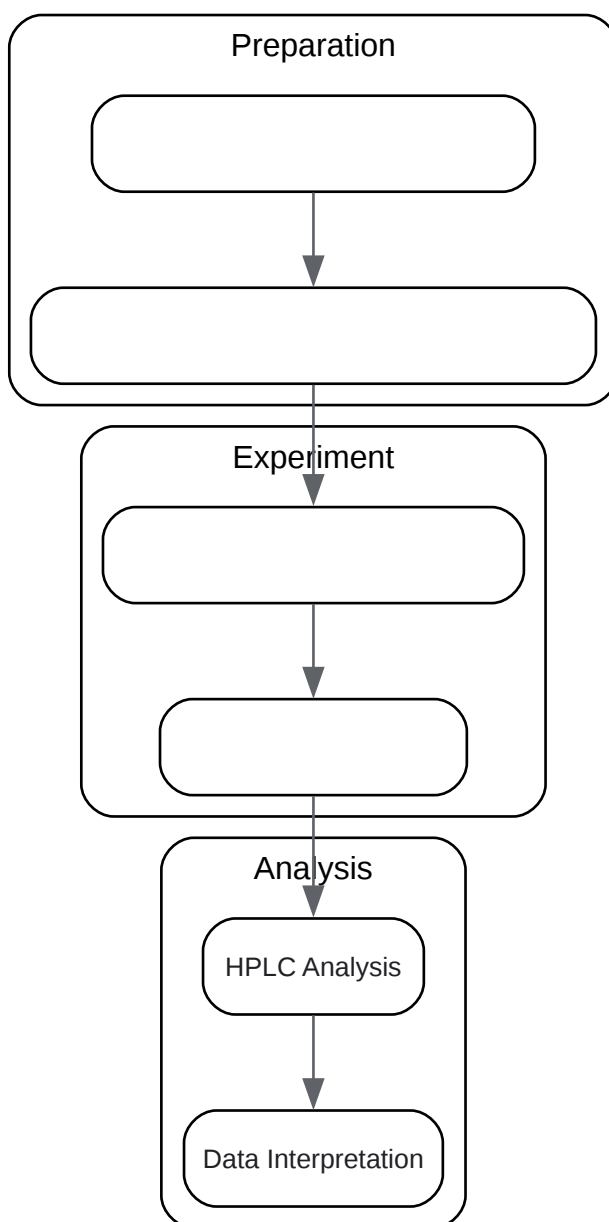 Preparation
Experiment
Analysis
HPLC Analysis
Data Interpretation